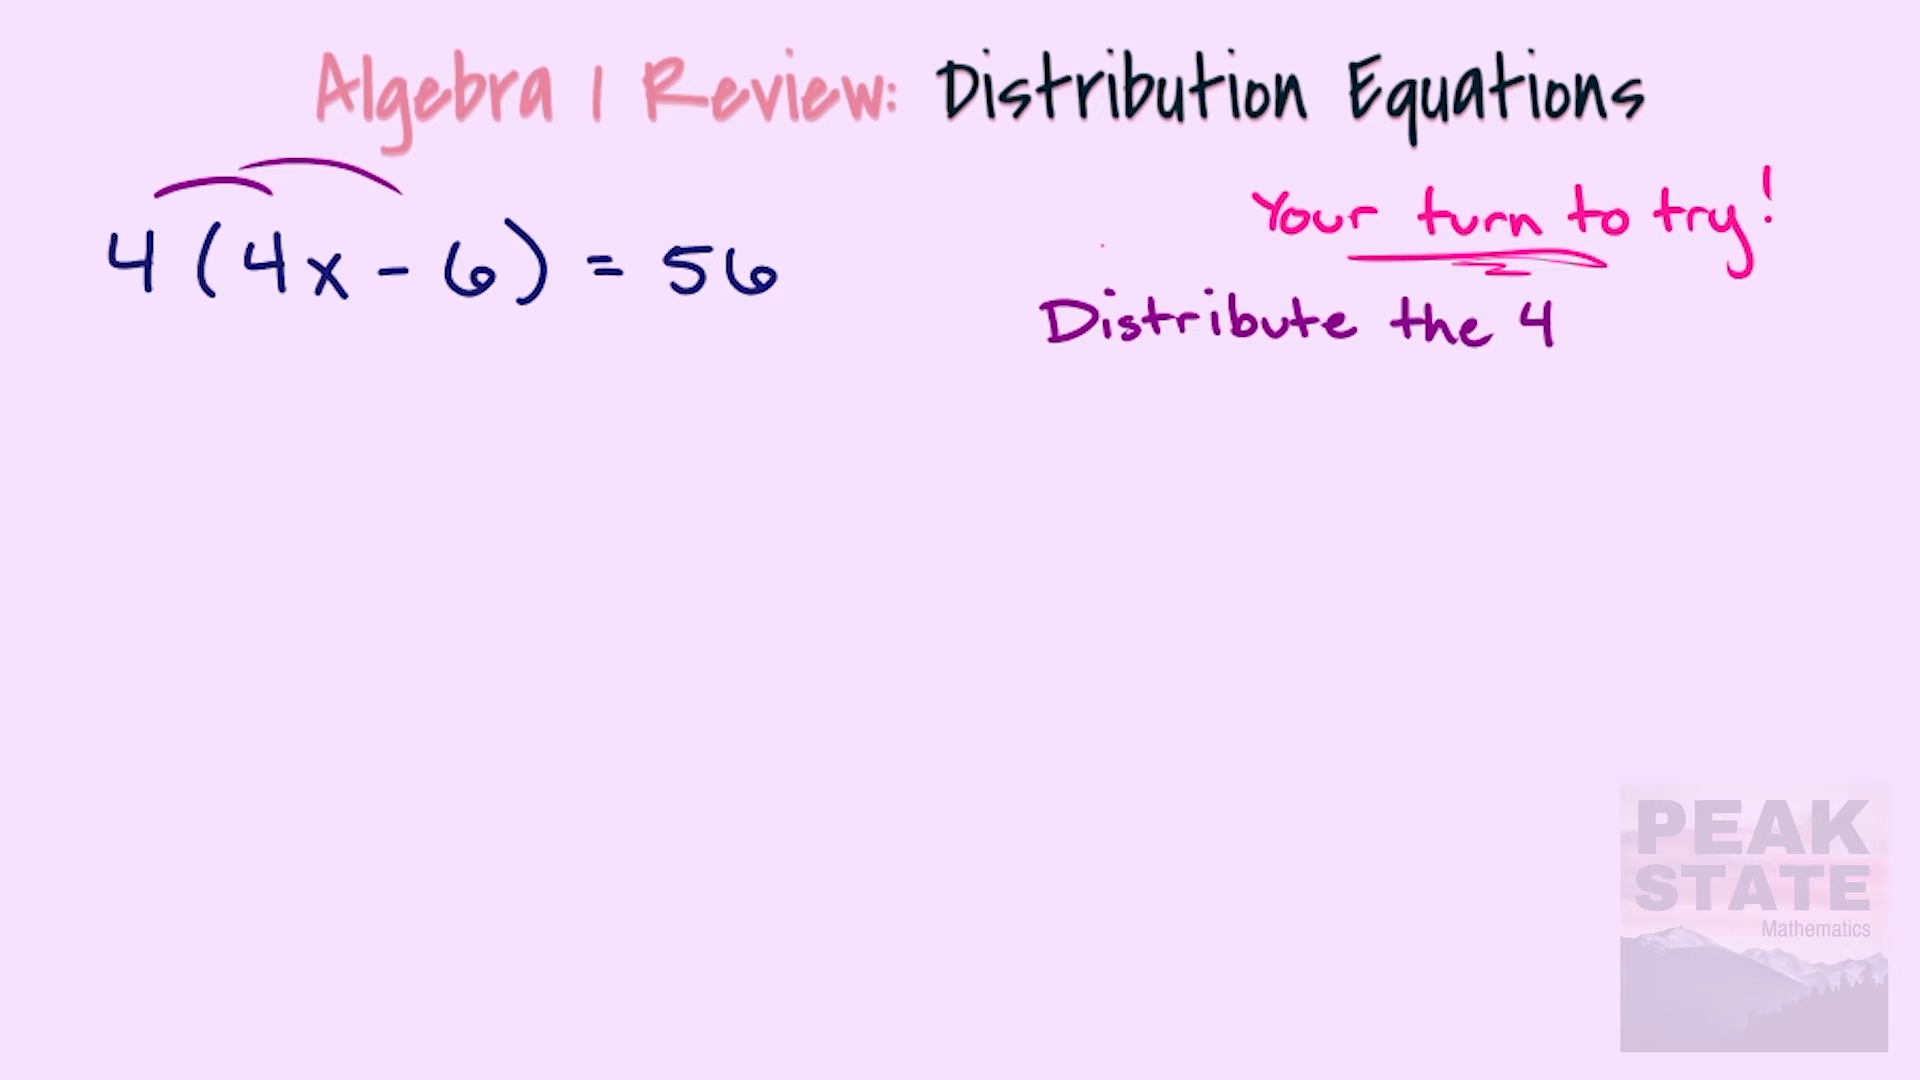 Algebra 1 Review: Distribution Equations
Your turn to try!
4(4x - 6) = 56
Distribute the 4
PEAK
STATE
Mathematics